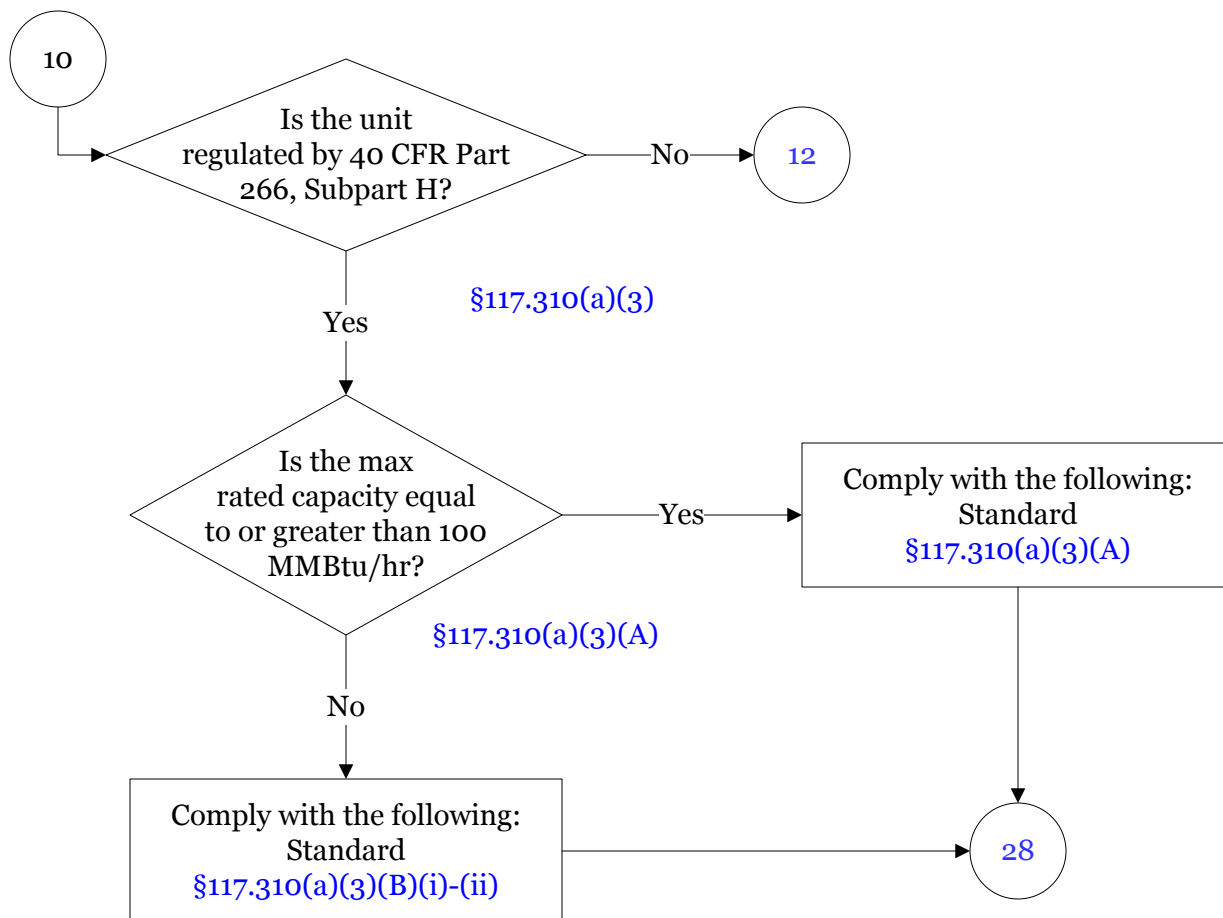 10
Is the unit
regulated by 40 CFR Part
266, Subpart H?
No
12
§117.310(a)(3)
Yes
Is the max
rated capacity equal
to or greater than 100
MMBtu/hr?
Yes
Comply with the following:
Standard
§117.310(a)(3)(A)
§117.310(a)(3)(A)
No
Comply with the following:
Standard
§117.310(a)(3)(B)(i)-(ii)
28